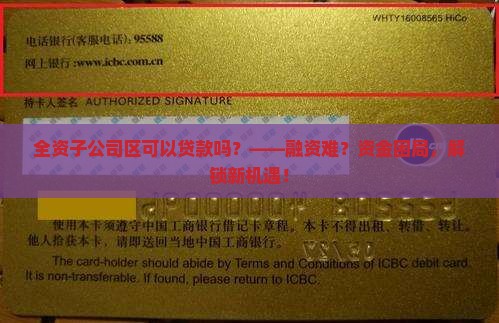 WHTY16008565 HiCo
电话银行(客服电话):95588
网上银行:www.icbc.com.cn
持卡人签名 AUTHORIZED SIGNATURE
全资子公司区可以贷款吗?——融资难?资金困局,解
锁新机遇!
使用本卡须遵守中国工商银行借记卡章程。本卡不得出租、转借、转让。
他人拾获本卡,请即送回当地中国工商银行。
The card-holder should abide by Terms and Conditions of ICBC debit card.
It is non-transferable. If found, please return to ICBC.